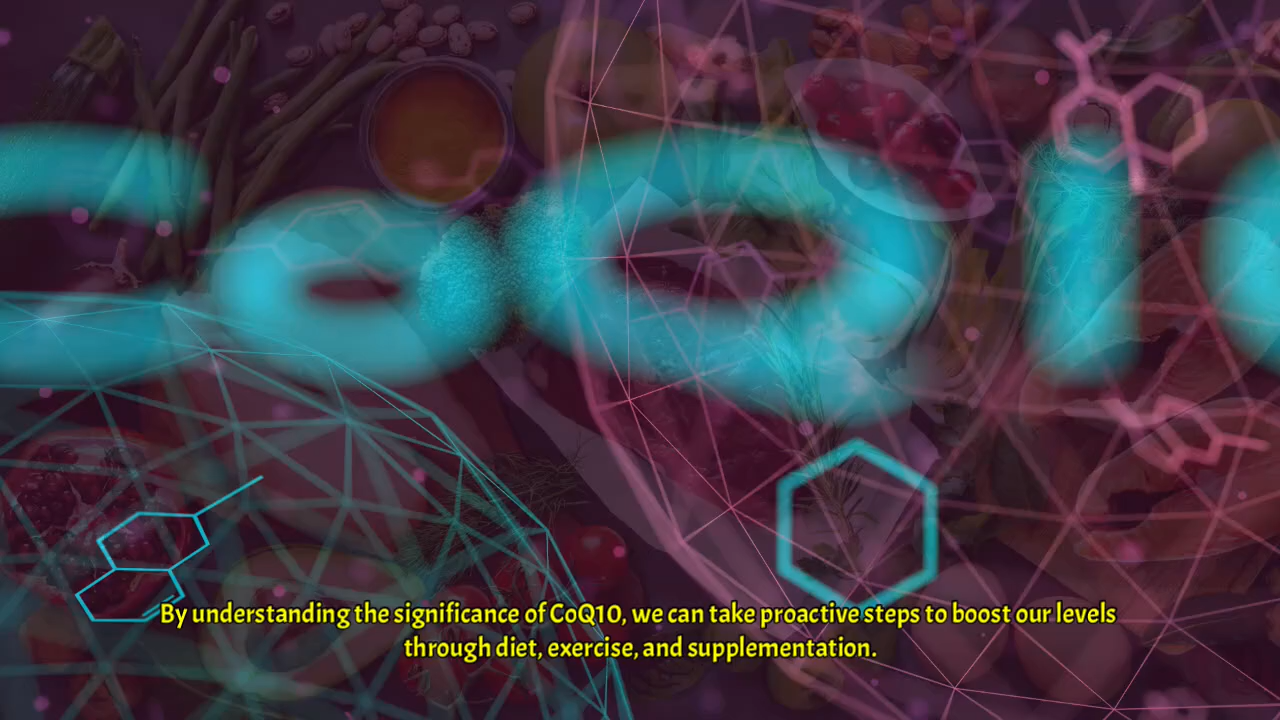 CoQ10
By understanding the significance of CoQ10, we can take proactive steps to boost our levels
through diet, exercise, and supplementation.